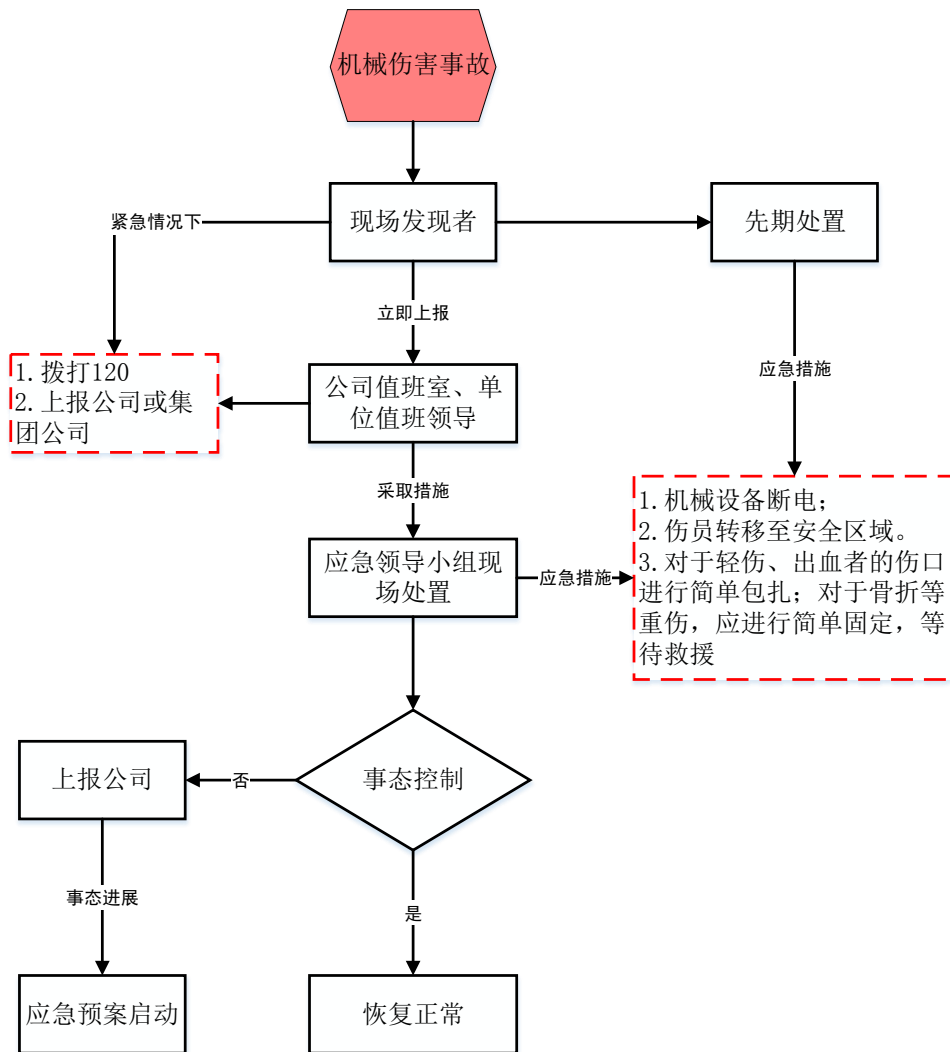 机械伤害事故
紧急情况下
现场发现者
先期处置
立即上报
1.拨打120
2.上报公司或集
团公司
公司值班室、单
位值班领导
应急措施
采取措施
应急领导小组现
场处置
应急措施
1.机械设备断电；
2.伤员转移至安全区域。
3.对于轻伤、出血者的伤口
进行简单包扎；对于骨折等
重伤，应进行简单固定，等
待救援
上报公司
否
事态控制
事态进展
是
应急预案启动
恢复正常